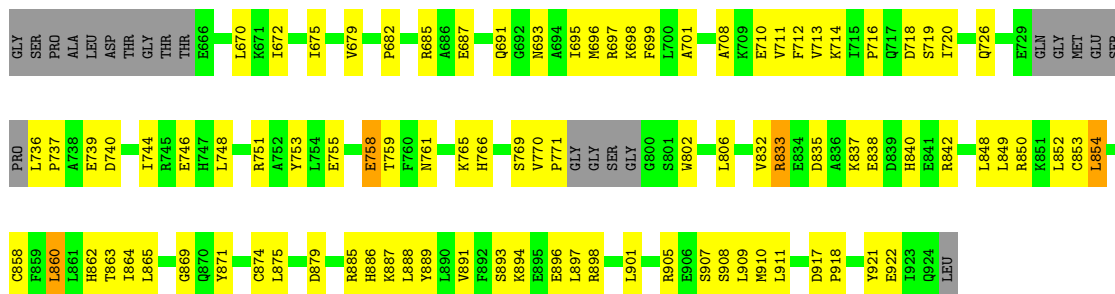 GLY SER PRO ALA LEU ASP THR GLY THR THR E666 L670 K671 I672 I675 V679 P682 R685 A686 E687 Q691 G692 N693 A694 I695 M696 R697 K698 F699 L700 A701 A708 K709 E710 V711 F712 V713 K714 I715 P716 Q717 D718 S719 I720 Q726 E729 GLN GLY MET GLU SER
PRO L736 P737 A738 E739 D740 I744 R745 E746 H747 L748 R751 A752 Y753 L754 E755 E758 T759 F760 N761 K765 H766 S769 V770 P771 GLY GLY SER GLY G800 S801 W802 L806 V832 R833 E834 D835 A836 K837 E838 D839 H840 E841 R842 L848 L849 R850 K851 L852 G853 L854
C858 F859 L860 L861 H862 T863 I864 L865 G869 Q870 Y871 C874 L875 D879 R885 H886 K887 L888 Y889 L890 V891 F892 S893 K894 E895 E896 L897 R898 L901 R905 E906 S907 S908 L909 M910 L911 D917 P918 Y921 E922 I923 Q924 LEU